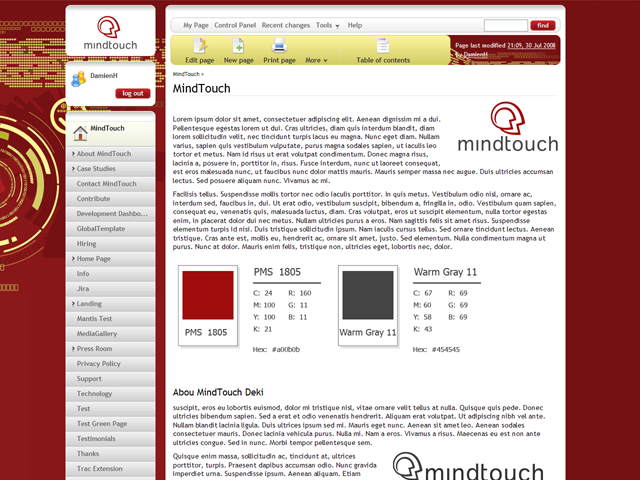 mindtouch
DamienH
log out
MindTouch
About MindTouch
Case Studies
Contact MindTouch
Contribute
Development Dashbo...
GlobalTemplate
Hiring
Home Page
Info
Jira
Landing
Mantis Test
MediaGallery
Press Room
Privacy Policy
Support
Technology
Test
Test Green Page
Testimonials
Thanks
Trac Extension
My Page Control Panel Recent changes Tools Help
find
Edit page New page Print page More Table of contents
Page last modified 21:09, 30 Jul 2008
by DamienH
MindTouch »
MindTouch
mindtouch
Lorem ipsum dolor sit amet, consectetuer adipiscing elit. Aenean dignissim mi a dui.
Pellentesque egestas lorem ut dui. Cras ultricies, diam quis interdum blandit, diam
lorem sollicitudin velit, nec tincidunt turpis lacus eu magna. Nunc eget diam. Nullam
varius, sapien quis vestibulum vulputate, purus magna sodales sapien, ut iaculis leo
tortor et metus. Nam id risus ut erat volutpat condimentum. Donec magna risus,
lacinia a, posuere in, porttitor in, risus. Fusce interdum, nunc ut laoreet consequat,
est eros malesuada nunc, ut faucibus nunc dolor mattis mauris. Mauris semper massa nec augue. Duis ultricies accumsan
lectus. Sed posuere aliquam nunc. Vivamus ac mi.
Facilisis tellus. Suspendisse mollis tortor nec odio iaculis porttitor. In quis metus. Vestibulum odio nisl, ornare ac,
interdum sed, faucibus in, dui. Ut erat odio, vestibulum suscipit, bibendum a, fringilla in, odio. Vestibulum quam sapien,
consequat eu, venenatis quis, malesuada luctus, diam. Cras volutpat, eros ut suscipit elementum, nulla tortor egestas
enim, in placerat dolor dui nec metus. Nullam ultricies purus a eros. Nam sagittis felis sit amet risus. Suspendisse
elementum turpis id nisi. Duis tristique sollicitudin ipsum. Nam iaculis cursus tellus. Sed ornare tincidunt lectus. Aenean
tristique. Cras ante est, mollis eu, hendrerit ac, ornare sit amet, justo. Sed elementum. Nulla condimentum magna ut
purus. Nunc at dolor. Mauris enim felis, tristique non, ultricies eget, lobortis nec, dolor.
PMS 1805
PMS 1805
C: 24 R: 160
M: 100 G: 11
Y: 100 B: 11
K: 21
Hex: #a00b0b
Warm Gray 11
Warm Gray 11
C: 67 R: 69
M: 60 G: 69
Y: 58 B: 69
K: 43
Hex: #454545
Abou MindTouch Deki
suscipit, eros eu lobortis euismod, dolor mi tristique nisl, vitae ornare velit tellus at nulla. Quisque quis pede. Donec
ultricies bibendum sapien. Sed a erat et odio venenatis hendrerit. Aliquam erat volutpat. Ut adipiscing nibh vel ante.
Nullam blandit lacinia ligula. Duis ultrices ipsum sed mi. Mauris eget nunc. Aenean sit amet leo. Aenean sodales
consectetuer mauris. Donec lacinia vehicula purus. Nulla mi. Nam a eros. Vivamus a risus. Maecenas eu est non ante
ultricies congue. Sed in nunc. Morbi tempor pellentesque sem.
Quisque enim massa, sollicitudin ac, tincidunt at, ultrices
porttitor, turpis. Praesent dapibus accumsan odio. Nunc gravida
imperdiet urna. Suspendisse ipsum. Aenean aliquam. Etiam
mindtouch